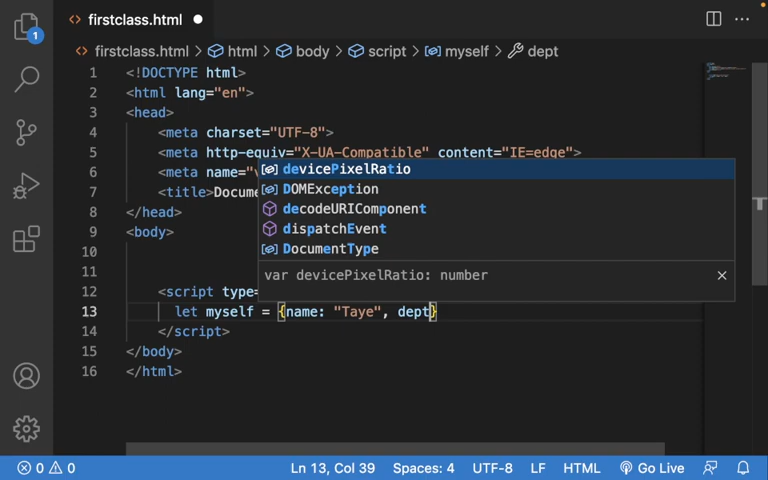 firstclass.html
1
firstclass.html > html > body > script > myself > dept
1 <!DOCTYPE html>
2 <html lang="en">
3 <head>
4 <meta charset="UTF-8">
5 <meta http-equiv="X-UA-Compatible" content="IE=edge">
6 <meta name="
devicePixelRatio
DOMException
7 <title>Docume
decodeURIComponent
8 </head>
dispatchEvent
9 <body>
DocumentType
10
var devicePixelRatio: number
11
12 <script type=
13 let myself = {name: "Taye", dept}
14 </script>
15 </body>
16 </html>
0 0 Ln 13, Col 39 Spaces: 4 UTF-8 LF HTML Go Live